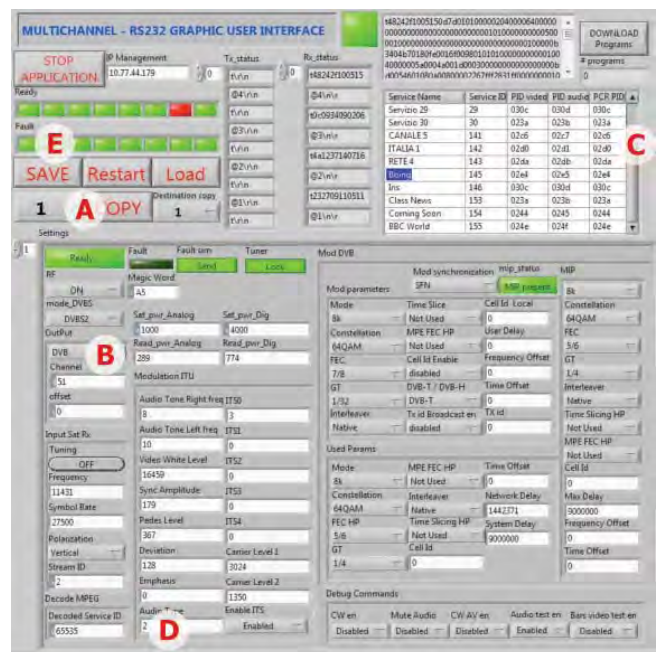 MULTICHANNEL - RS232 GRAPHIC USER INTERFACE
DOWNLOAD Programs
# programs
0
STOP APPLICATION
IP Management
10.77.44.179
Tx_status
0
t\r\n
@4\r\n
t\r\n
@3\r\n
t\r\n
@2\r\n
t\r\n
@1\r\n
Rx_status
0
t48242f100515
@4\n\r
t9c0934090206
@3\n\r
t4a1237140716
@2\n\r
t232709110511
@1\n\r
Ready
Fault
E
SAVE
Restart
Load
1
A
OPY
Destination copy
1
Service Name Service ID PID video PID audio PCR PID
Servizio 29 29 030c 030d 030c
Servizio 30 30 023a 023b 023a
CANALE 5 141 02c6 02c7 02c6
ITALIA 1 142 02d0 02d1 02d0
RETE 4 143 02da 02db 02da
Boing 145 02e4 02e5 02e4
Iris 146 030c 030d 030c
Class News 153 023a 023b 023a
Coming Soon 154 0244 0245 0244
BBC World 155 024e 024f 024e
C
Settings
1
Ready
Fault
Fault sim
Send
Tuner
Lock
RF
ON
mode_DVBS
DVBS2
OutPut
DVB
B
Channel
51
offset
0
Input Sat Rx
Tuning
OFF
Frequency
11431
Symbol Rate
27500
Polarization
Vertical
Stream ID
2
Decode MPEG
Decoded Service ID
65535
Magic Word
A5
Set_pwr_Analog
1000
Set_pwr_Dig
4000
Read_pwr_Analog
289
Read_pwr_Dig
774
Modulation ITU
Audio Tone Right freq
8
ITS0
3
Audio Tone Left freq
10
ITS1
0
Video White Level
16459
ITS2
0
Sync Amplitude
179
ITS3
0
Pedes Level
367
ITS4
0
Deviation
128
Carrier Level 1
3024
Emphasis
0
Carrier Level 2
1350
2
D
Enable ITS
Enabled
Mod DVB
Mod synchronization
SFN
mip_status
MIP present
Mod parameters
Mode
8k
Constellation
64QAM
FEC
7/8
GT
1/32
Interleaver
Native
Time Slice
Not Used
MPE FEC HP
Not Used
Cell Id Enable
disabled
DVB-T / DVB-H
DVB-T
Tx id Broadcast en
disabled
Cell Id Local
0
User Delay
0
Frequency Offset
0
Time Offset
0
TX id
0
Used Params
Mode
8k
Constellation
64QAM
FEC HP
5/6
GT
1/4
MPE FEC HP
Not Used
Interleaver
Native
Time Slicing HP
Not Used
Cell Id
0
Time Offset
0
Network Delay
1442371
System Delay
9000000
MIP
8k
Constellation
64QAM
FEC
5/6
GT
1/4
Interleaver
Native
Time Slicing HP
Not Used
MPE FEC HP
Not Used
Cell Id
0
Max Delay
9000000
Frequency Offset
0
Time Offset
0
Debug Commands
CW en
Disabled
Mute Audio
Disabled
CW AV en
Disabled
Audio test en
Enabled
Bars video test en
Disabled